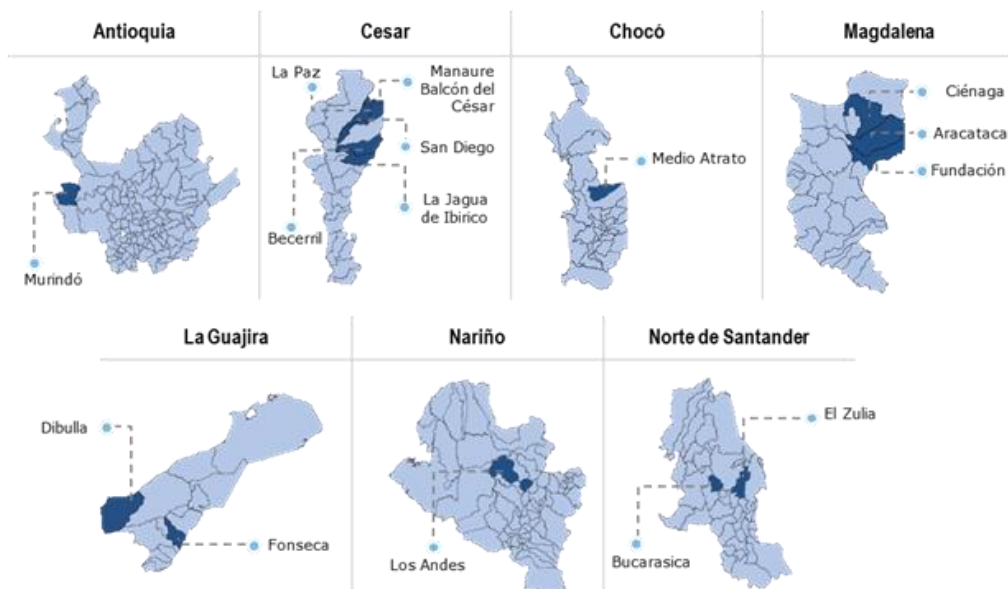 Antioquia
Murindó
Cesar
La Paz
Manaure
Balcón del
César
San Diego
La Jagua
de Ibirico
Becerril
Chocó
Medio Atrato
Magdalena
Ciénaga
Aracataca
Fundación
La Guajira
Dibulla
Fonseca
Nariño
Los Andes
Norte de Santander
El Zulia
Bucarasica